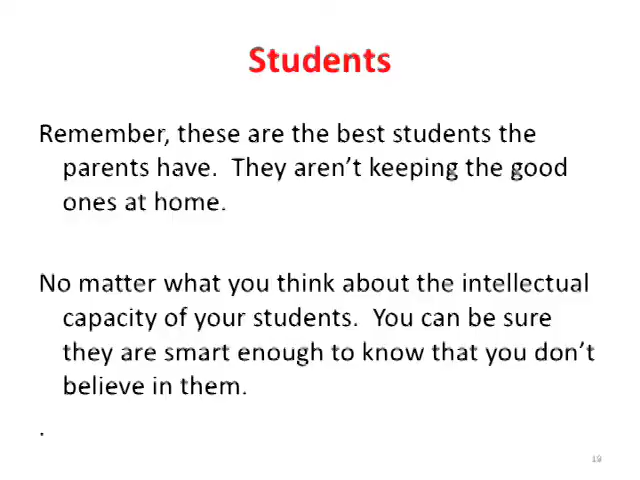 Students
Remember, these are the best students the
parents have.  They aren’t keeping the good
ones at home.
No matter what you think about the intellectual
capacity of your students.  You can be sure
they are smart enough to know that you don’t
believe in them.
.
19